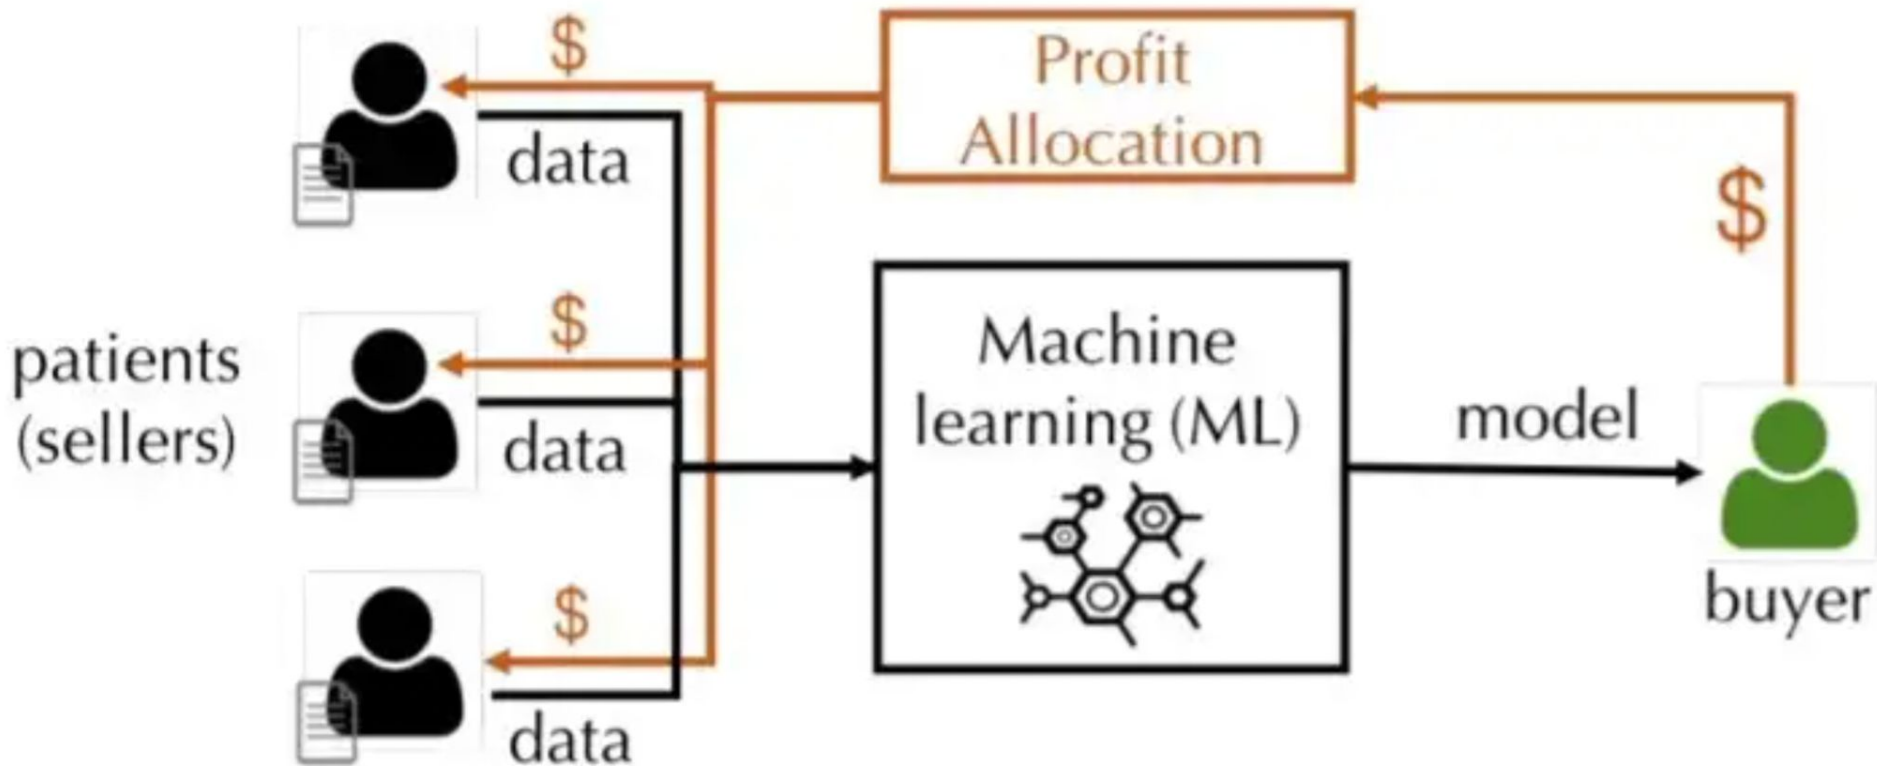 $
Profit
Allocation
data
$
$
patients
(sellers)
data
Machine
learning (ML)
model
buyer
$
data